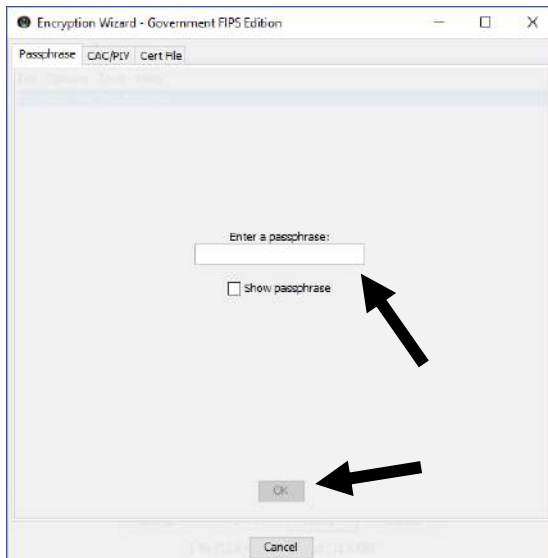 Encryption Wizard - Government FIPS Edition
Passphrase CAC/PIV Cert File
Enter a passphrase:
Show passphrase
OK
Cancel